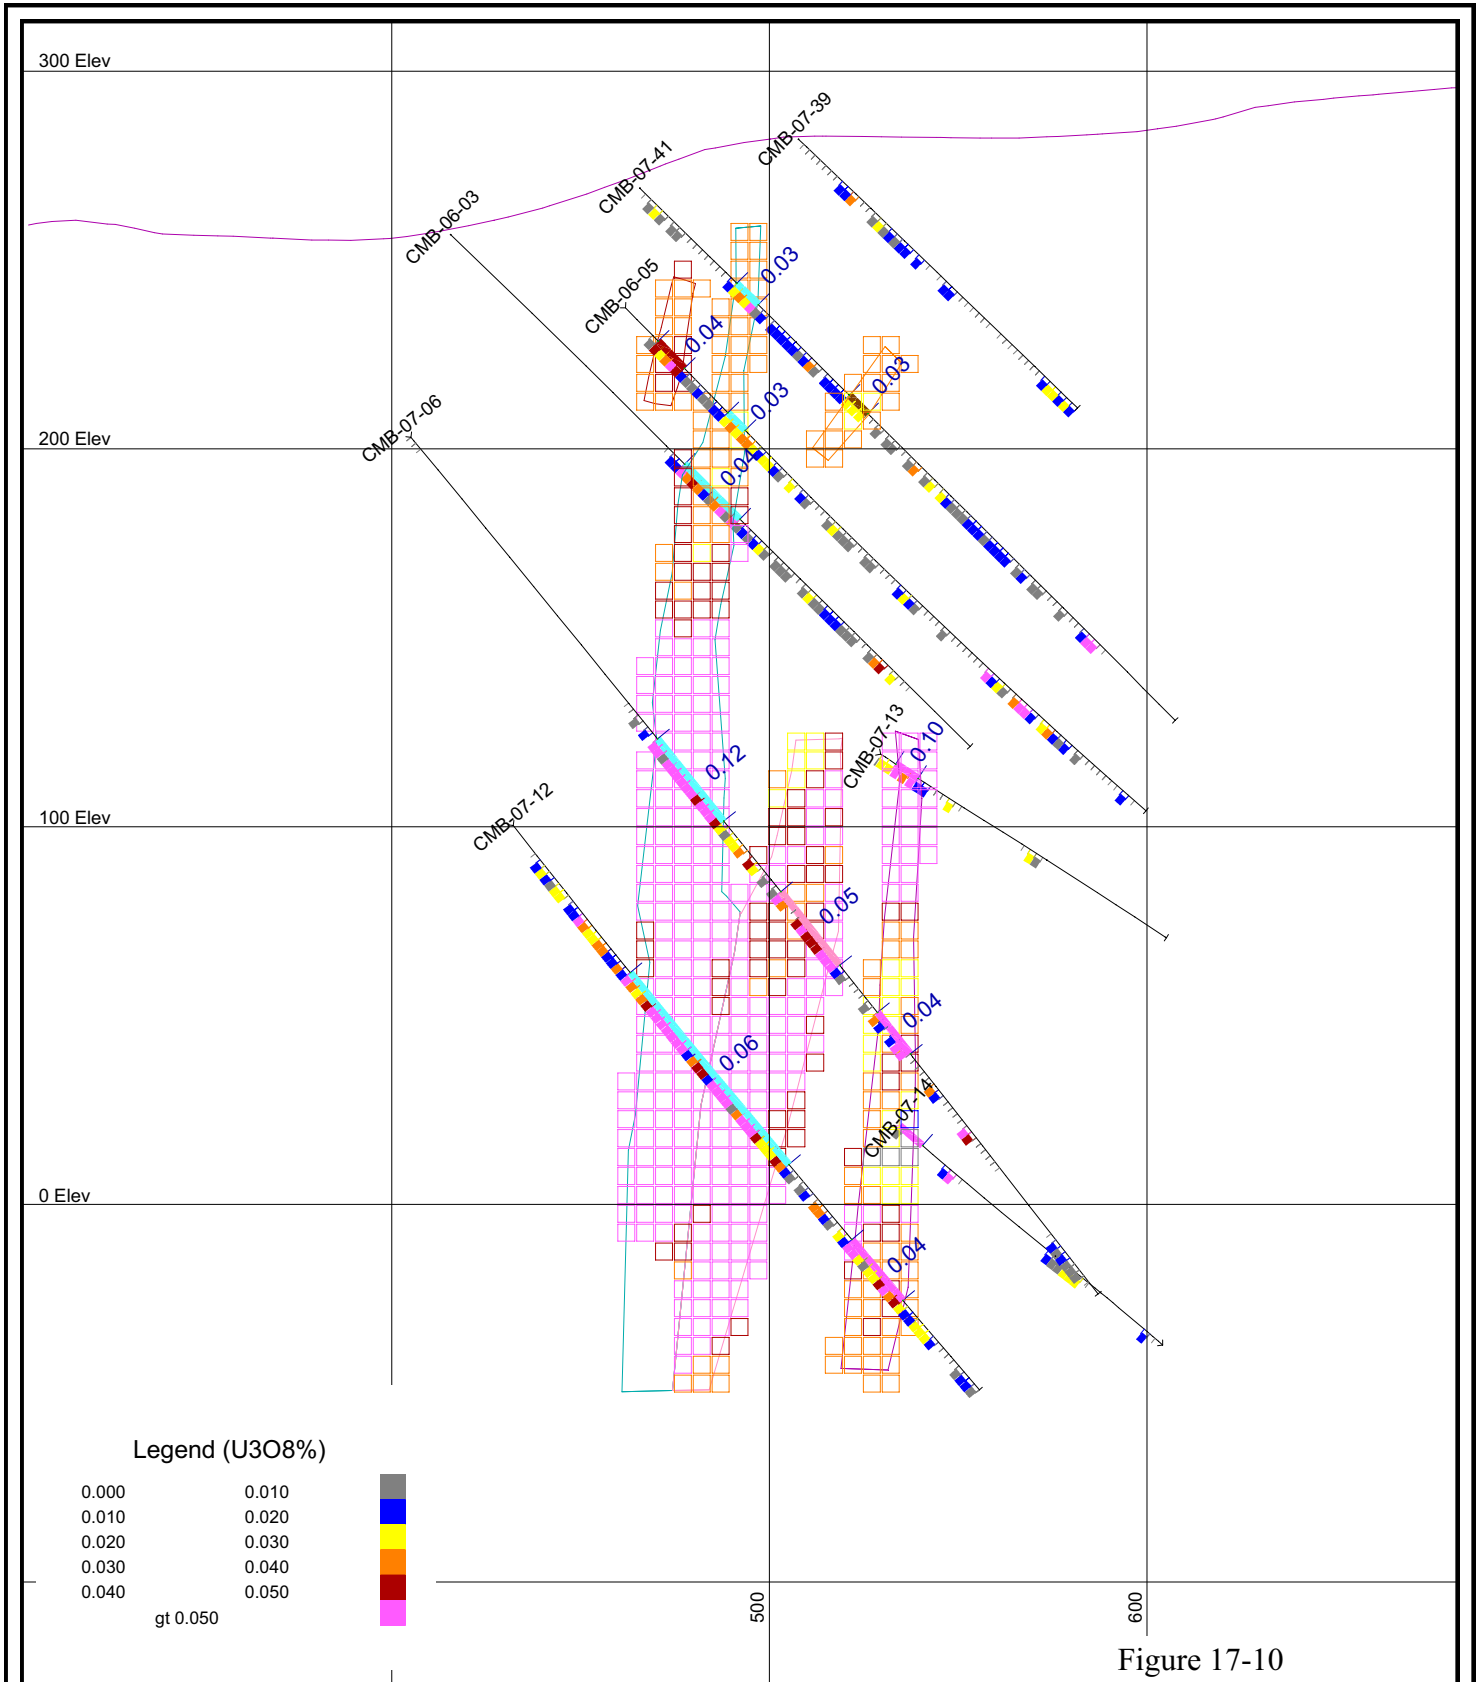 300 Elev
CMB-07-39
CMB-07-41
CMB-06-03
CMB-06-05
0.03
0.04
0.03
0.03
CMB-07-06
200 Elev
0.04
CMB-07-13
0.10
0.12
CMB-07-12
100 Elev
0.05
0.04
0.06
CMB-07-14
0 Elev
0.04
Legend (U3O8%)
0.000 0.010
0.010 0.020
0.020 0.030
0.030 0.040
0.040 0.050
gt 0.050
500
600
Figure 17-10